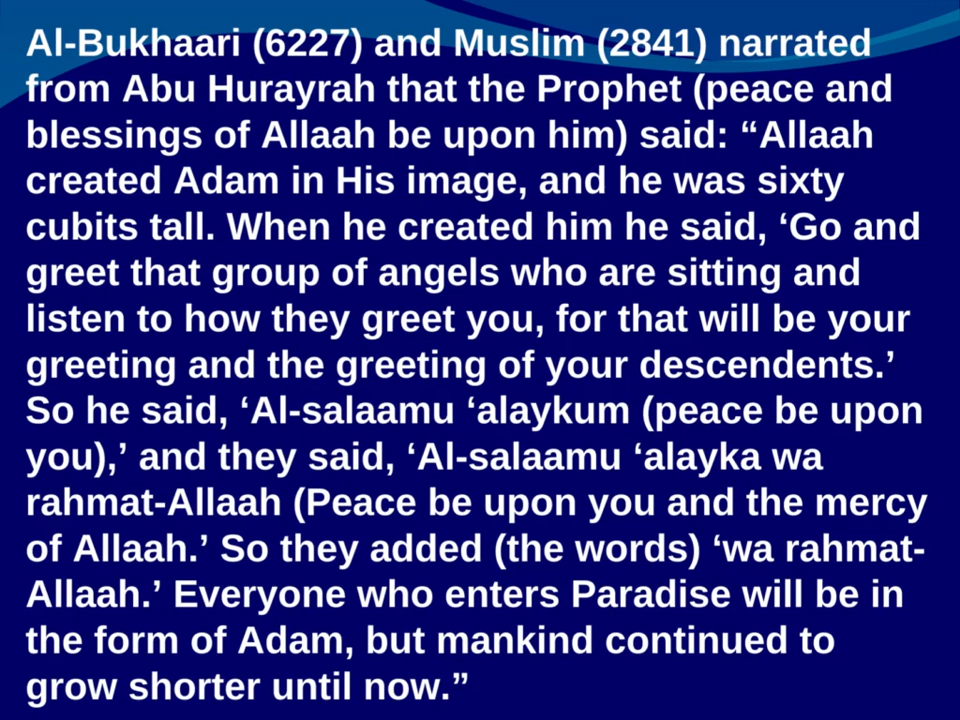 Al-Bukhaari (6227) and Muslim (2841) narrated
from Abu Hurayrah that the Prophet (peace and
blessings of Allaah be upon him) said: “Allaah
created Adam in His image, and he was sixty
cubits tall. When he created him he said, ‘Go and
greet that group of angels who are sitting and
listen to how they greet you, for that will be your
greeting and the greeting of your descendents.’
So he said, ‘Al-salaamu ‘alaykum (peace be upon
you),’ and they said, ‘Al-salaamu ‘alayka wa
rahmat-Allaah (Peace be upon you and the mercy
of Allaah.’ So they added (the words) ‘wa rahmat-
Allaah.’ Everyone who enters Paradise will be in
the form of Adam, but mankind continued to
grow shorter until now.”